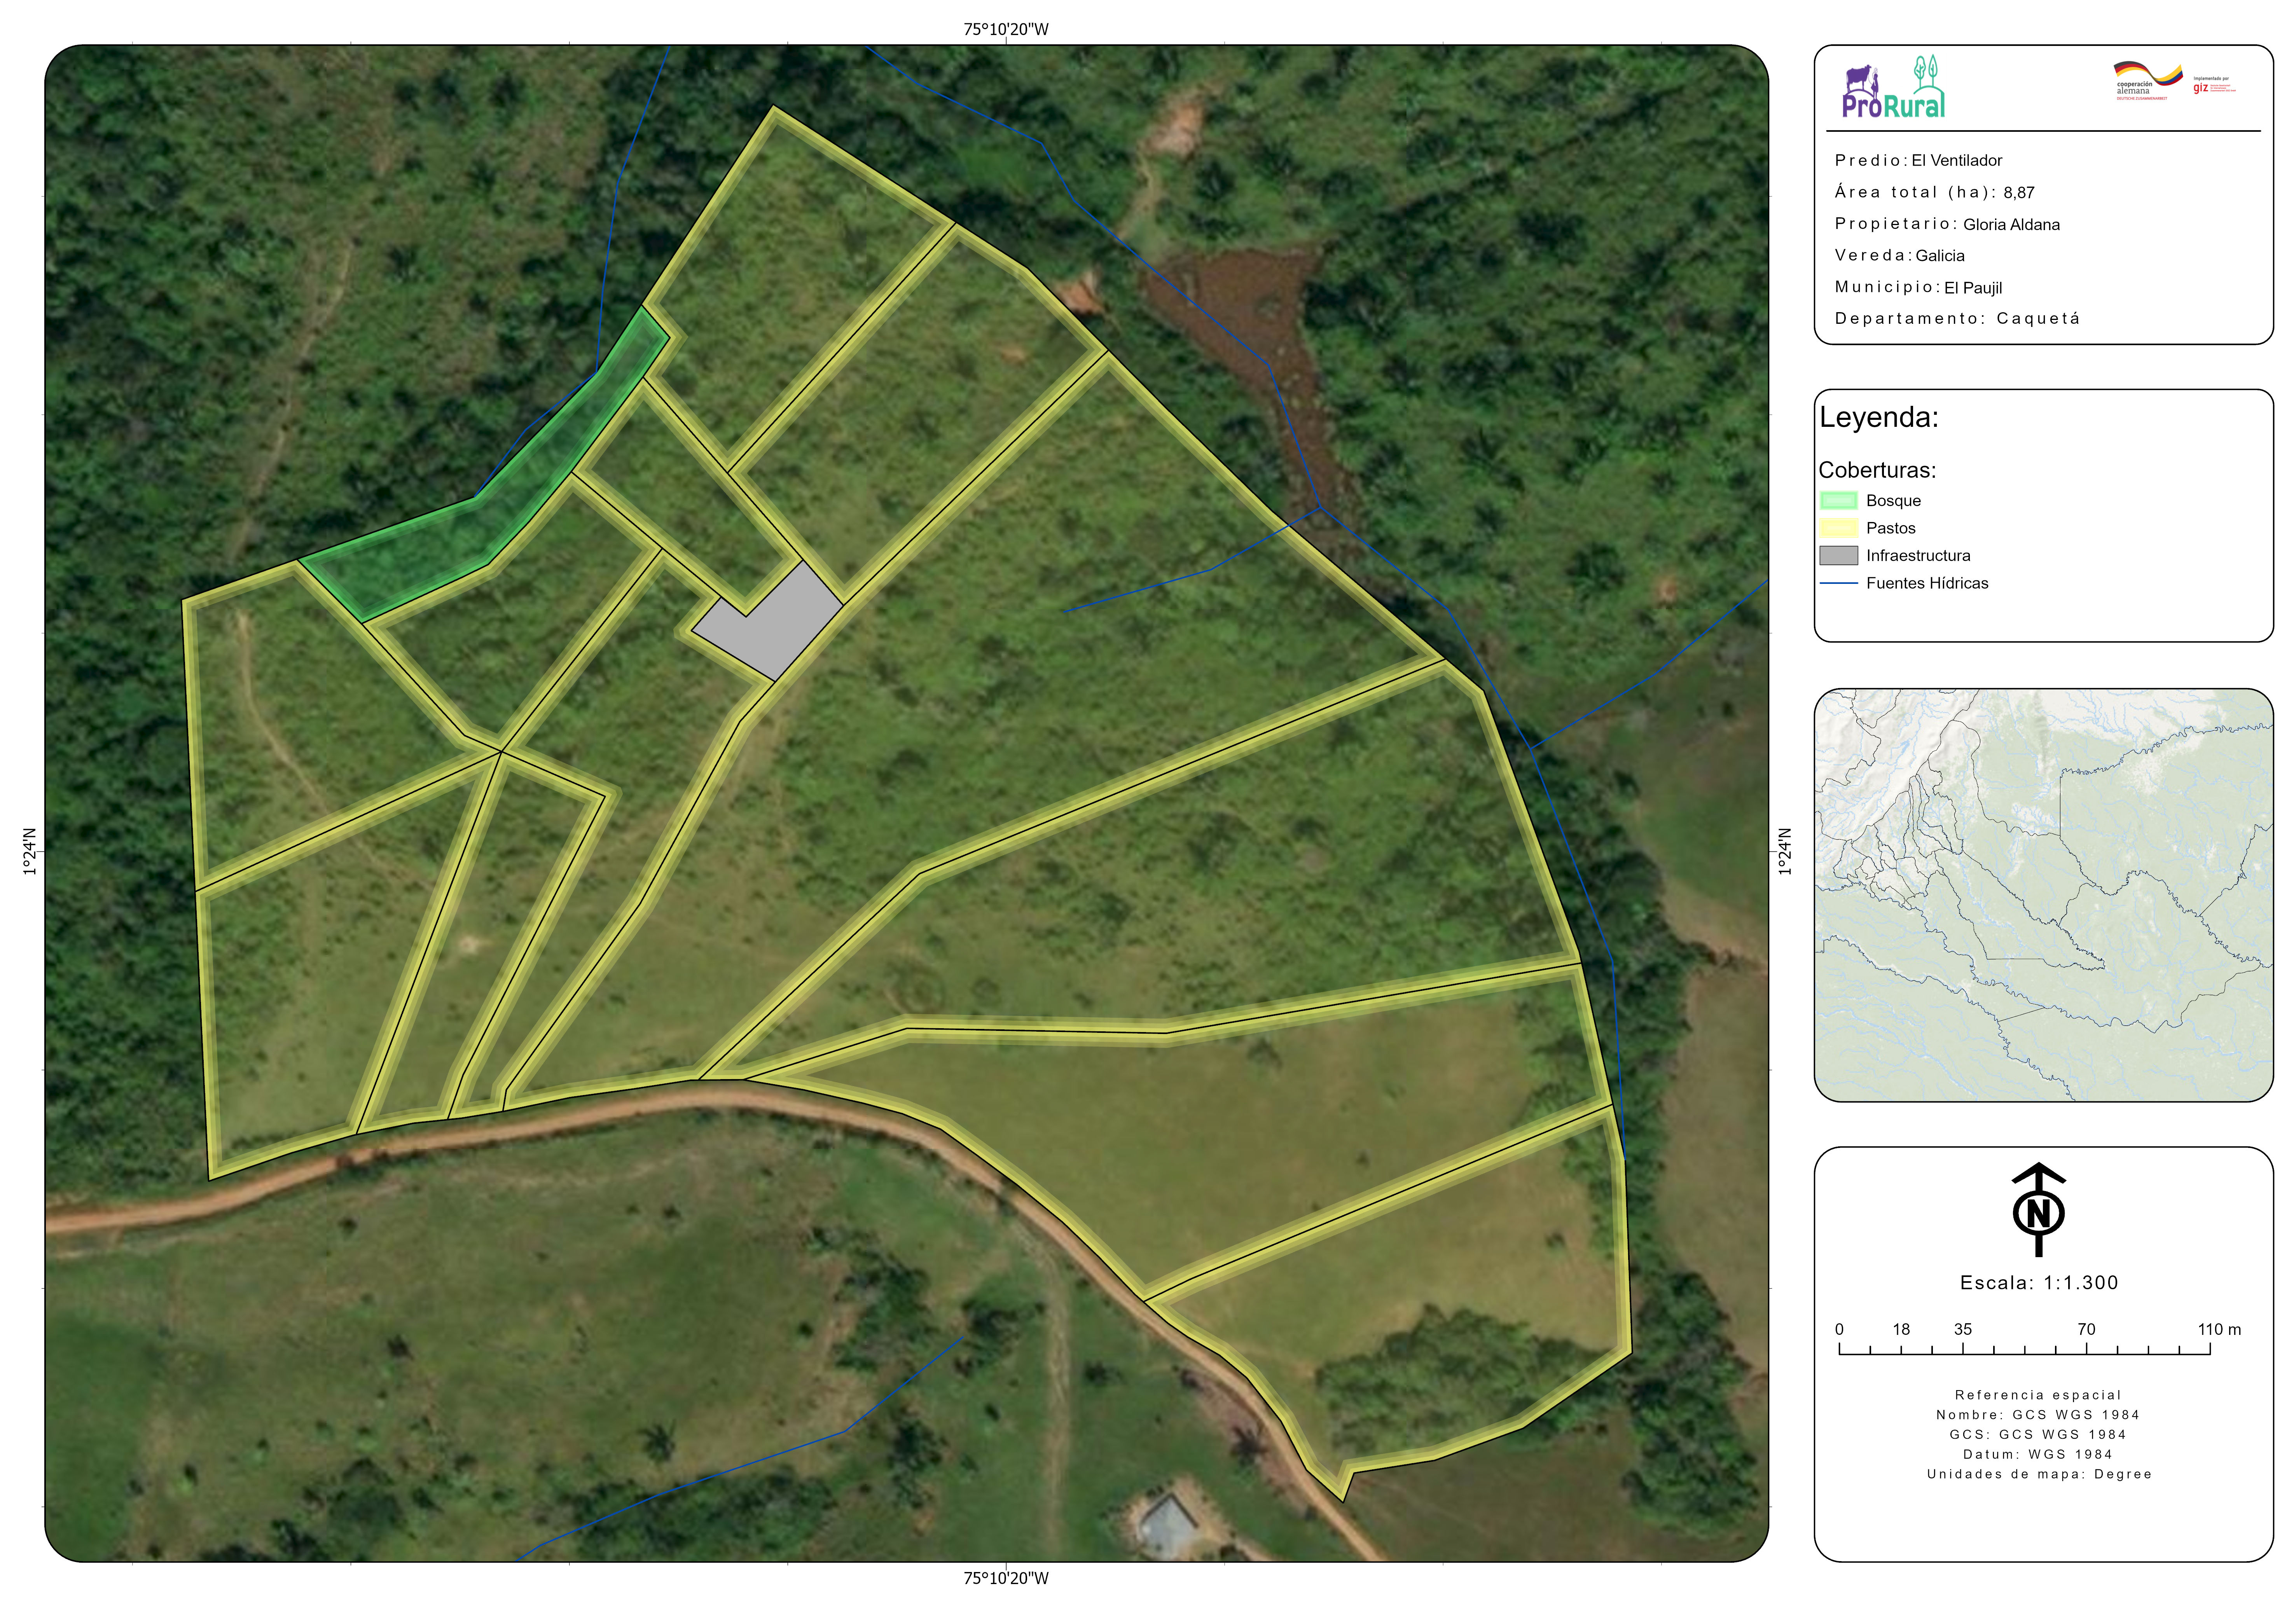 75°10'20"W
ProRural
cooperación
alemana
DEUTSCHE ZUSAMMENARBEIT
Implementada por
giz
Predio: El Ventilador
Área total (ha): 8,87
Propietario: Gloria Aldana
Vereda: Galicia
Municipio: El Paujil
Departamento: Caquetá
Leyenda:
Coberturas:
Bosque
Pastos
Infraestructura
Fuentes Hídricas
1°24'N
1°24'N
N
Escala: 1:1.300
0 18 35 70 110 m
Referencia espacial
Nombre: GCS WGS 1984
GCS: GCS WGS 1984
Datum: WGS 1984
Unidades de mapa: Degree
75°10'20"W